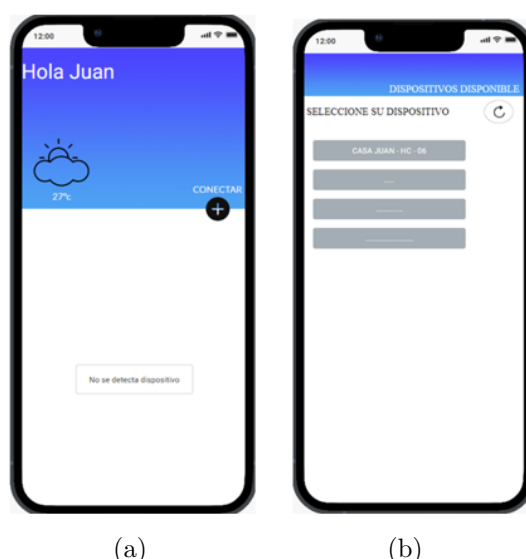 12:00
Hola Juan
27°c
CONECTAR
No se detecta dispositivo
(a)
12:00
DISPOSITIVOS DISPONIBLE
SELECCIONE SU DISPOSITIVO
CASA JUAN - HC - 06
(b)